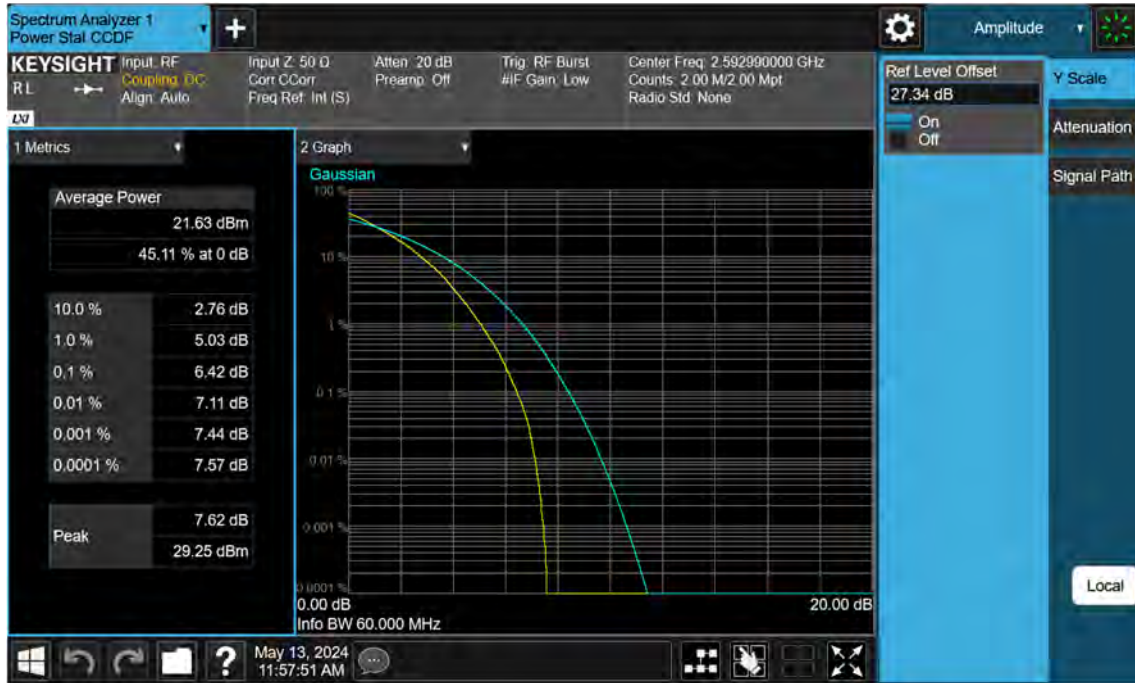 Spectrum Analyzer 1
Power Stat CCDF
+
Amplitude
KEYSIGHT
RL
LXI
Input: RF
Coupling: DC
Align: Auto
Input Z: 50 Ω
Corr CCorr
Freq Ref: Int (S)
Atten: 20 dB
Preamp: Off
Trig: RF Burst
#IF Gain: Low
Center Freq: 2.592990000 GHz
Counts: 2.00 M/2.00 Mpt
Radio Std: None
Ref Level Offset
27.34 dB
On
Off
Y Scale
Attenuation
Signal Path
Local
1 Metrics
Average Power
21.63 dBm
45.11 % at 0 dB
10.0 % 2.76 dB
1.0 % 5.03 dB
0.1 % 6.42 dB
0.01 % 7.11 dB
0.001 % 7.44 dB
0.0001 % 7.57 dB
Peak
7.62 dB
29.25 dBm
2 Graph
Gaussian
100 %
10 %
1 %
0.1 %
0.01 %
0.001 %
0.0001 %
0.00 dB 20.00 dB
Info BW 60.000 MHz
?
May 13, 2024
11:57:51 AM